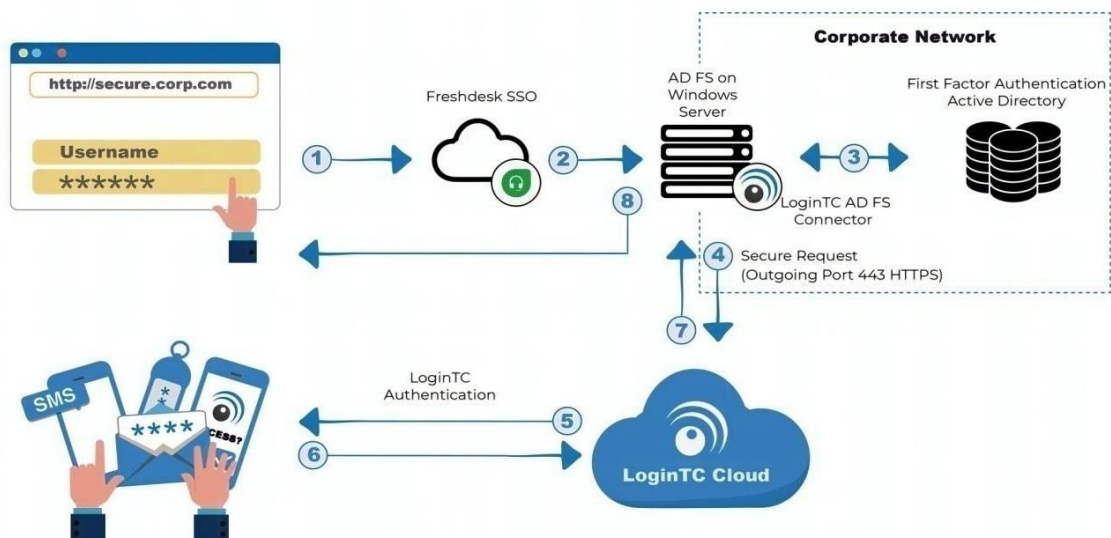 Corporate Network
http://secure.corp.com
Username
******
1
Freshdesk SSO
2
AD FS on
Windows
Server
3
First Factor Authentication
Active Directory
LoginTC AD FS
Connector
8
4
Secure Request
(Outgoing Port 443 HTTPS)
7
SMS
**
****
CESS?
LoginTC
Authentication
5
6
LoginTC Cloud